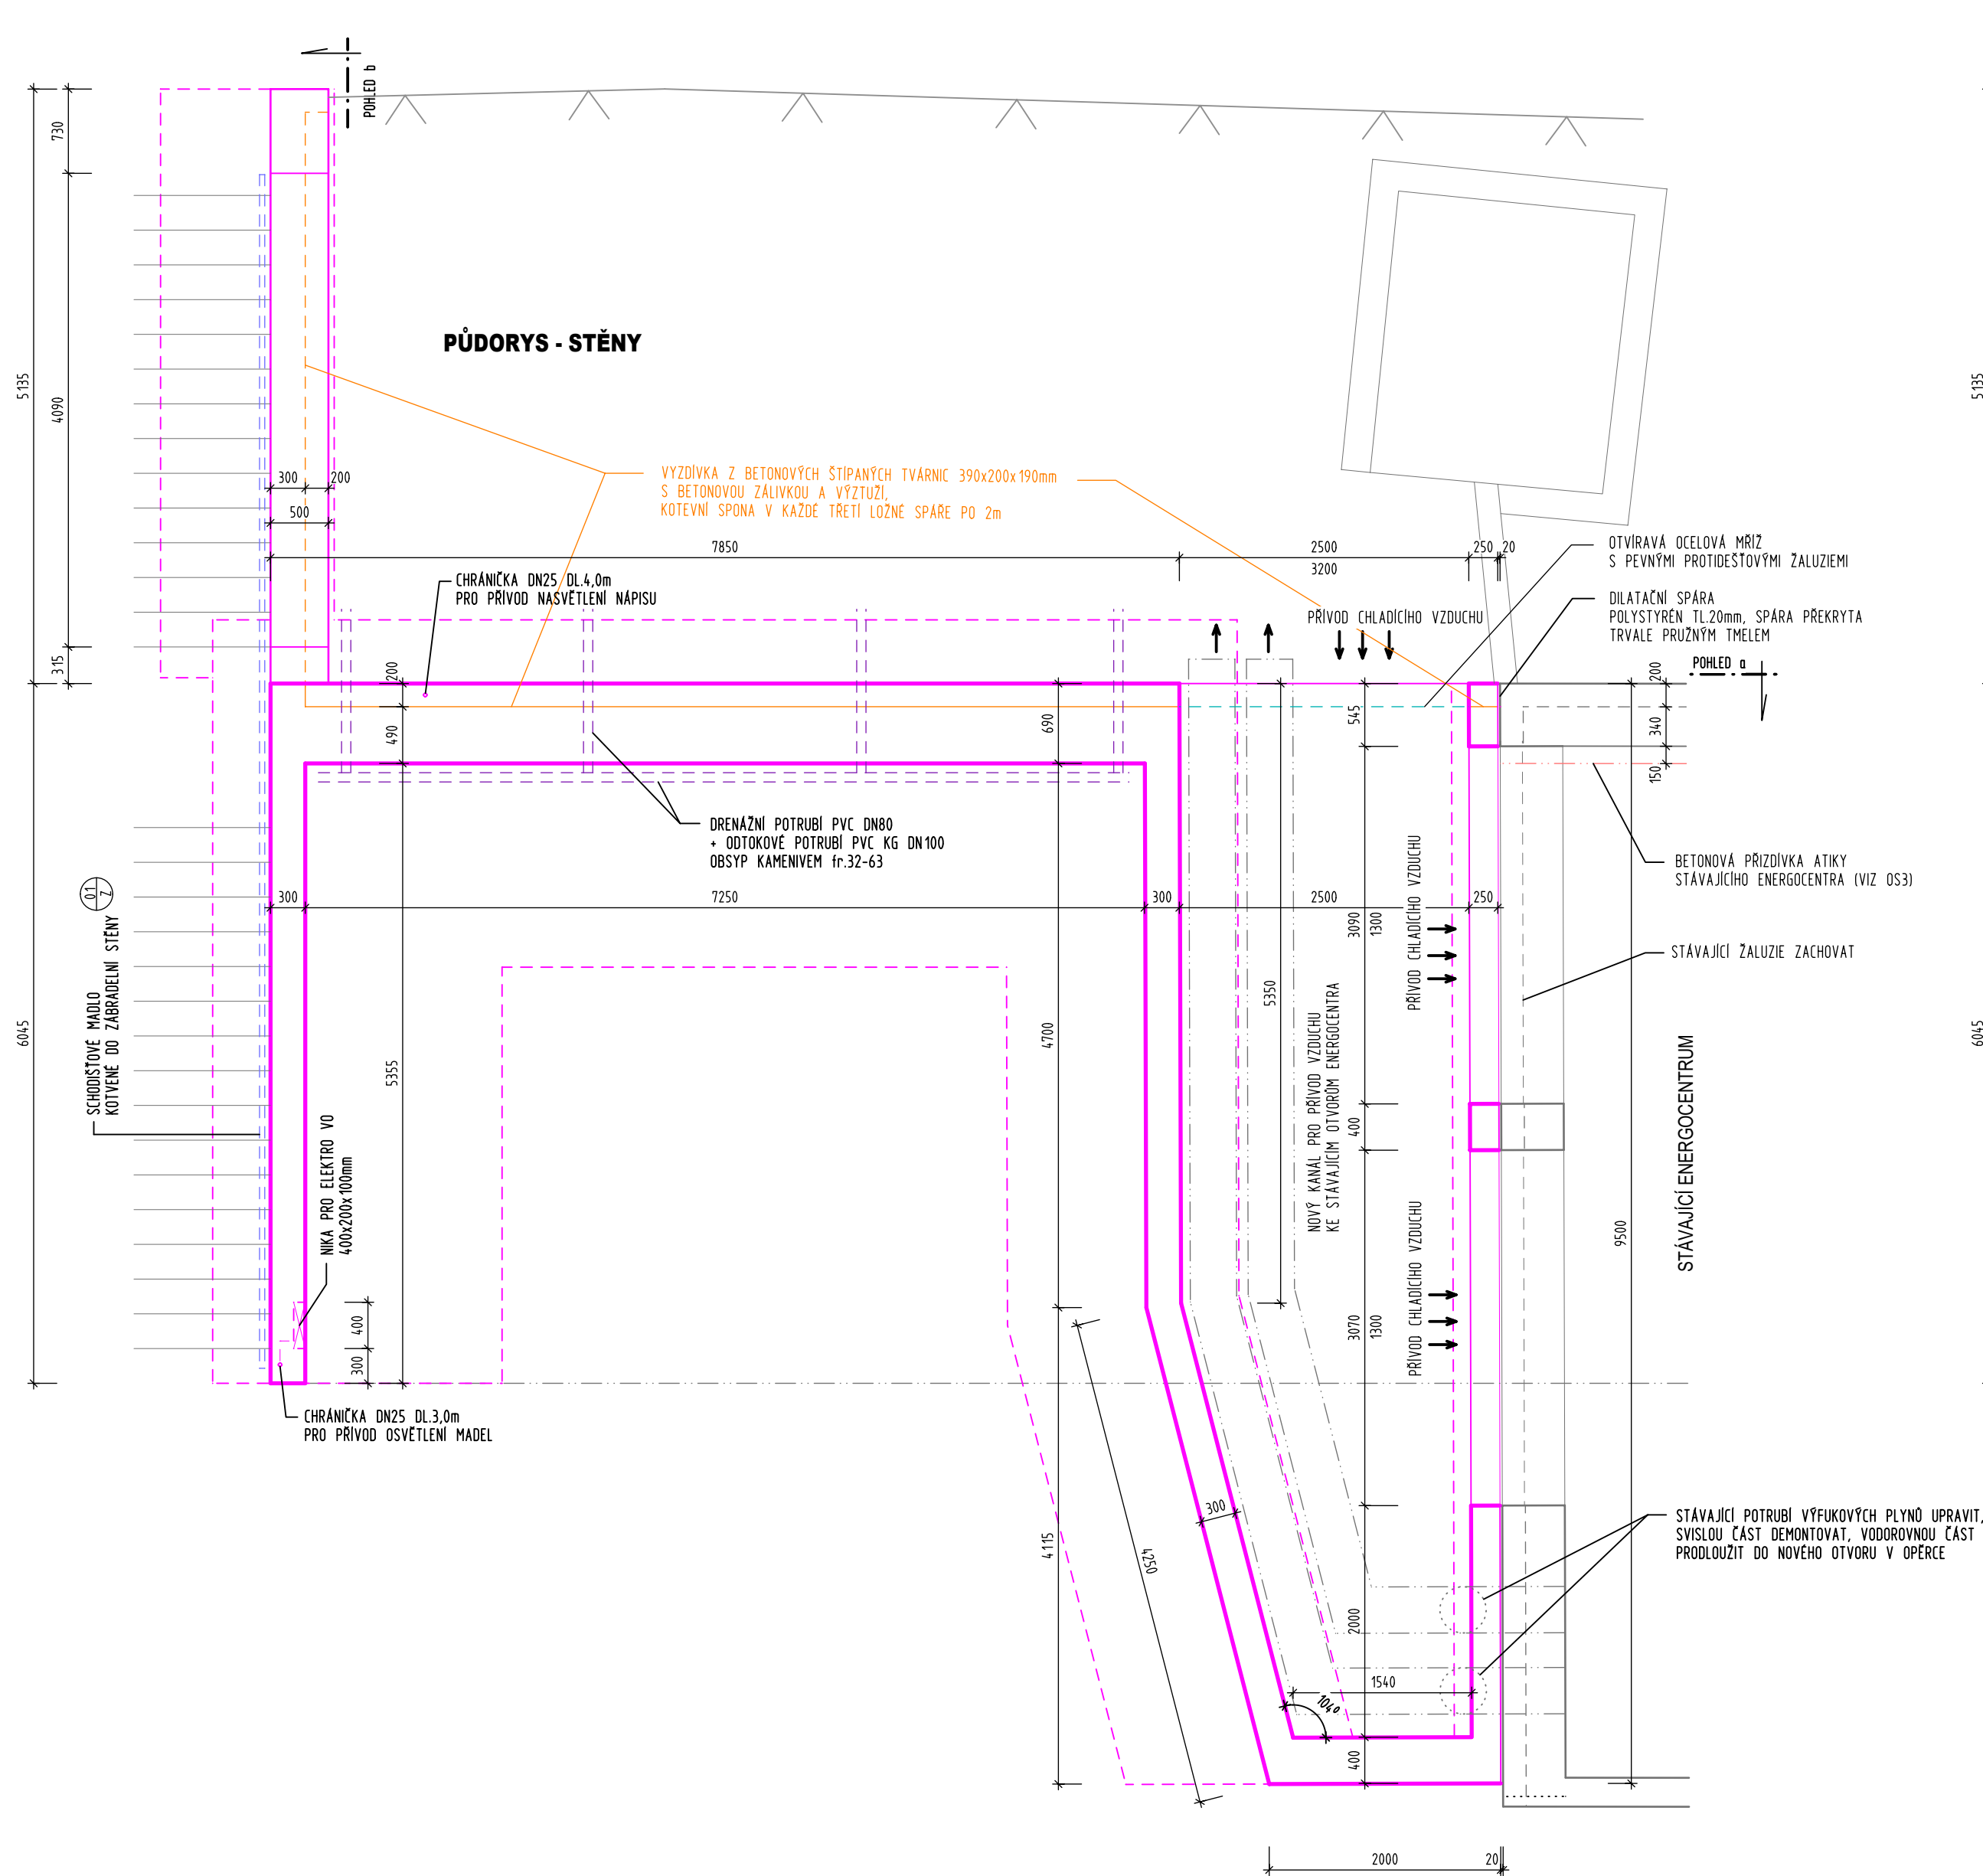 POHLED b
730
5135
4090
315
5135
PŮDORYS - STĚNY
VYZDÍVKA Z BETONOVÝCH ŠTÍPANÝCH TVÁRNIC 390x200x190mm
S BETONOVOU ZÁLIVKOU A VÝZTUŽÍ,
KOTEVNÍ SPONA V KAŽDÉ TŘETÍ LOŽNÉ SPÁŘE PO 2m
300
200
500
7850
2500
250
20
3200
OTVÍRAVÁ OCELOVÁ MŘÍŽ
S PEVNÝMI PROTIDEŠŤOVÝMI ŽALUZIEMI
CHRÁNIČKA DN25 DL.4,0m
PRO PŘÍVOD NASVĚTLENÍ NÁPISU
DILATAČNÍ SPÁRA
POLYSTYRÉN TL.20mm, SPÁRA PŘEKRYTA
TRVALE PRUŽNÝM TMELEM
PŘÍVOD CHLADÍCÍHO VZDUCHU
POHLED a
200
490
690
545
200
340
150
DRENÁŽNÍ POTRUBÍ PVC DN80
+ ODTOKOVÉ POTRUBÍ PVC KG DN100
OBSYP KAMENIVEM fr.32-63
BETONOVÁ PŘIZDÍVKA ATIKY
STÁVAJÍCÍHO ENERGOCENTRA (VIZ OS3)
01
Z
SCHODIŠŤOVÉ MADLO
KOTVENÉ DO ZÁBRADELNÍ STĚNY
300
7250
300
2500
250
3090
1300
PŘÍVOD CHLADÍCÍHO VZDUCHU
STÁVAJÍCÍ ŽALUZIE ZACHOVAT
6045
5355
4700
5350
NOVÝ KANÁL PRO PŘÍVOD VZDUCHU
KE STÁVAJÍCÍM OTVORŮM ENERGOCENTRA
6045
400
STÁVAJÍCÍ ENERGOCENTRUM
NIKA PRO ELEKTRO VO
400x200x100mm
400
300
9500
3070
1300
PŘÍVOD CHLADÍCÍHO VZDUCHU
CHRÁNIČKA DN25 DL.3,0m
PRO PŘÍVOD OSVĚTLENÍ MADEL
4115
4250
300
STÁVAJÍCÍ POTRUBÍ VÝFUKOVÝCH PLYNŮ UPRAVIT,
SVISLOU ČÁST DEMONTOVAT, VODOROVNOU ČÁST
PRODLOUŽIT DO NOVÉHO OTVORU V OPĚRCE
2000
1540
104°
400
2000
20